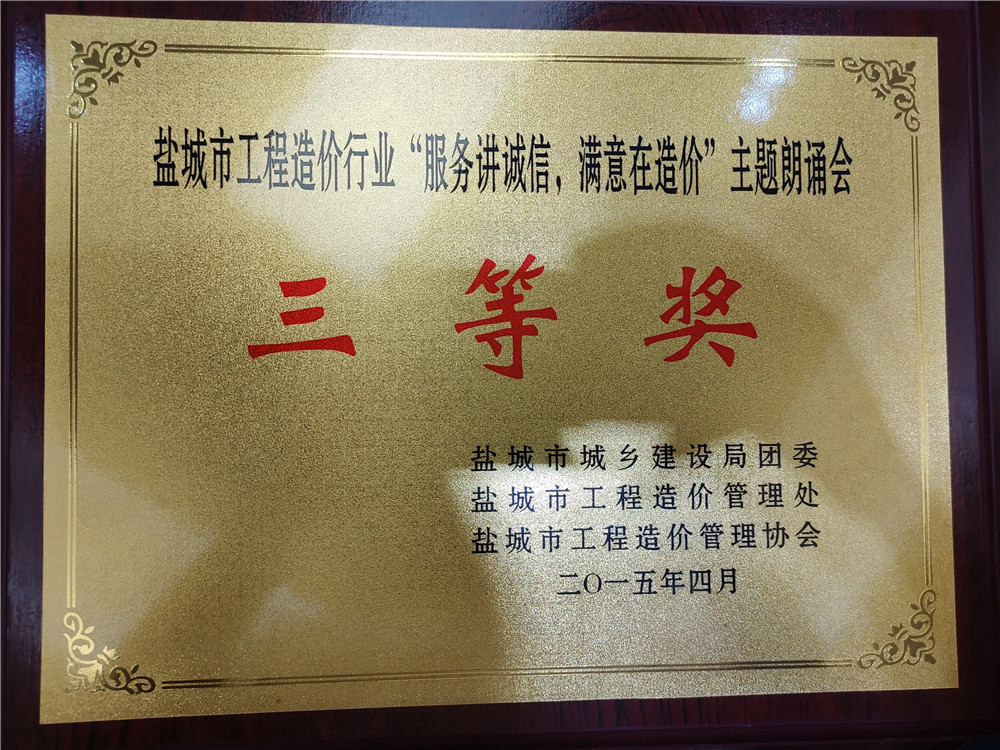 盐城市工程造价行业“服务讲诚信，满意在造价”主题朗诵会
三等奖
盐城市城乡建设局团委
盐城市工程造价管理处
盐城市工程造价管理协会
二〇一五年四月